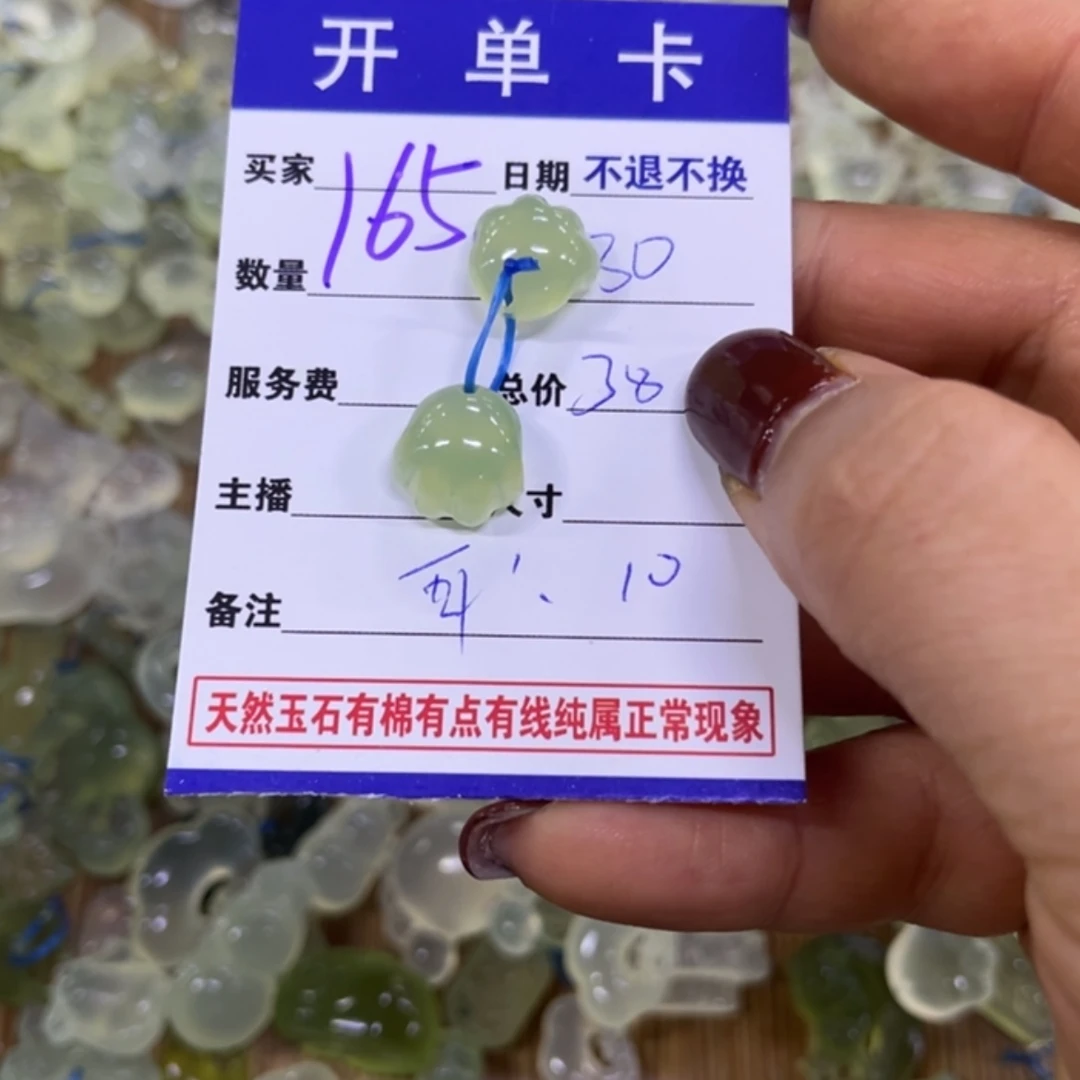 开单卡
买家 165 日期 不退不换
数量 30
服务费 总价 38
主播 寸
备注 10
天然玉石有棉有点有线纯属正常现象